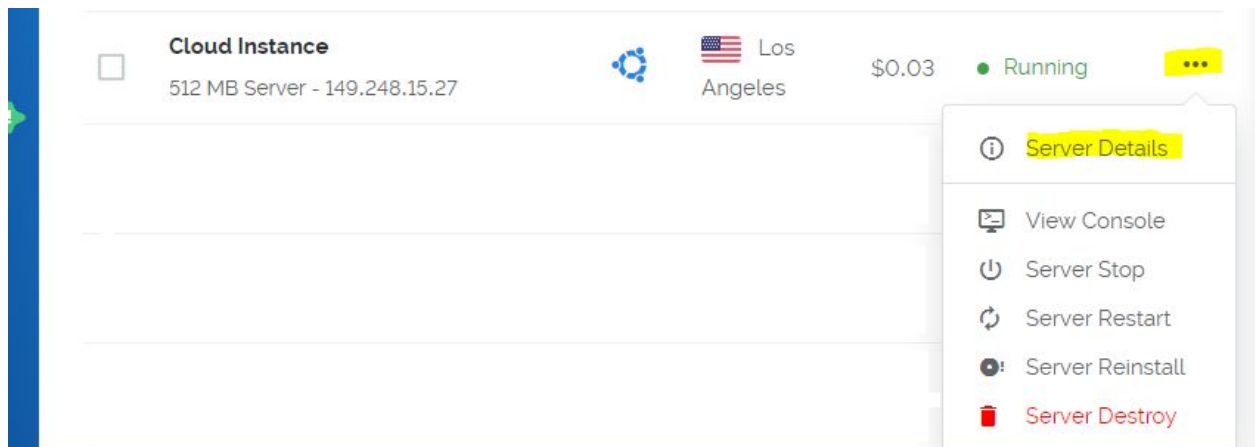 Cloud Instance
512 MB Server - 149.248.15.27
Los
Angeles
$0.03
Running
Server Details
View Console
Server Stop
Server Restart
Server Reinstall
Server Destroy